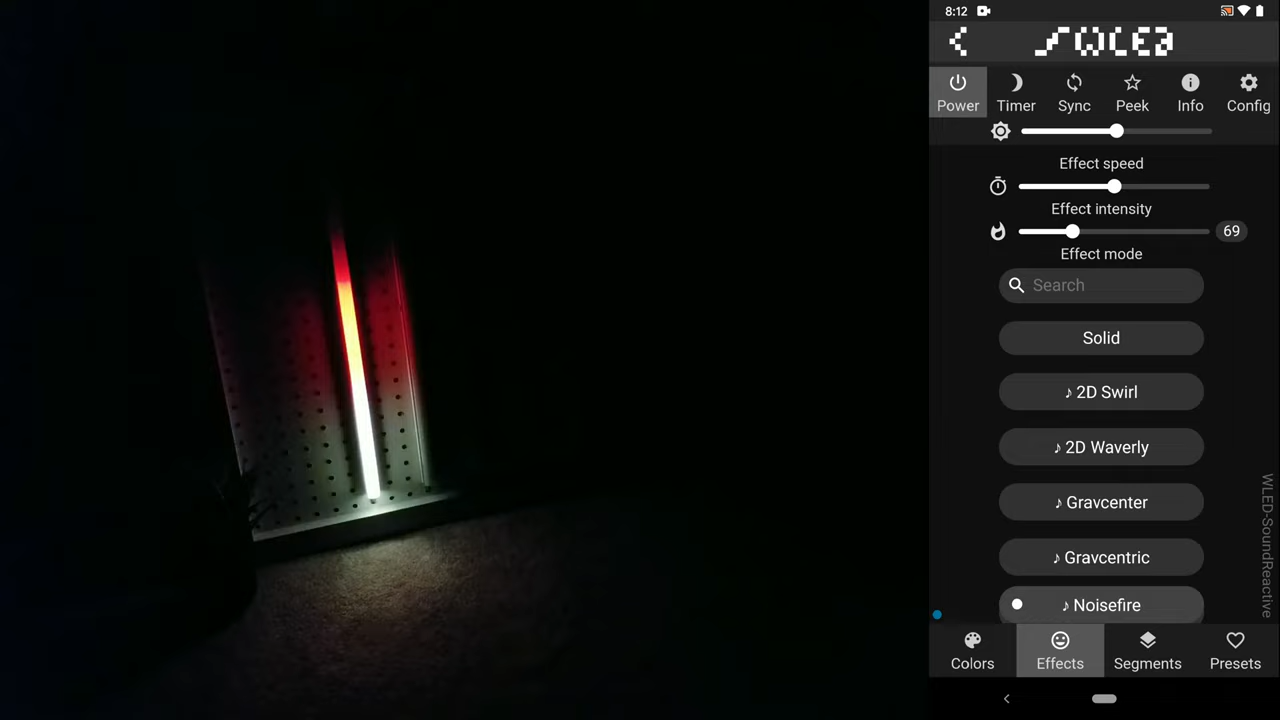 8:12
SWLED
Power
Timer
Sync
Peek
Info
Config
Effect speed
Effect intensity
69
Effect mode
Search
Solid
♪ 2D Swirl
♪ 2D Waverly
♪ Gravcenter
♪ Gravcentric
♪ Noisefire
WLED-SoundReactive
Colors
Effects
Segments
Presets